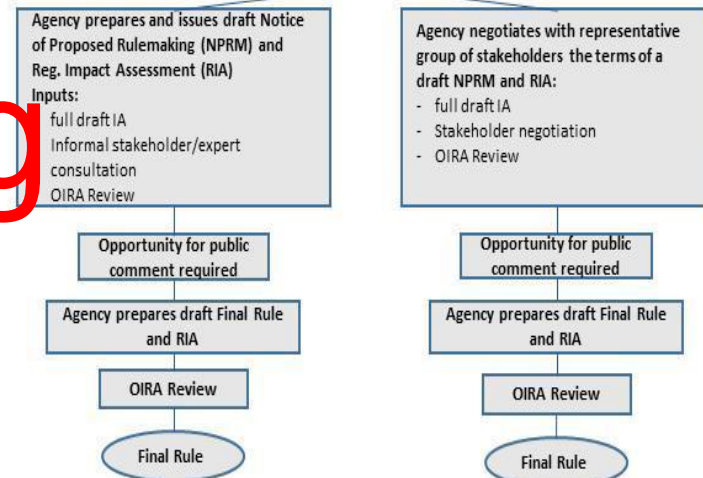 Agency prepares and issues draft Notice
of Proposed Rulemaking (NPRM) and
Reg. Impact Assessment (RIA)
Inputs:
full draft IA
Informal stakeholder/expert
consultation
OIRA Review
Opportunity for public
comment required
Agency prepares draft Final Rule
and RIA
OIRA Review
Final Rule
Agency negotiates with representative
group of stakeholders the terms of a
draft NPRM and RIA:
- full draft IA
- Stakeholder negotiation
- OIRA Review
Opportunity for public
comment required
Agency prepares draft Final Rule
and RIA
OIRA Review
Final Rule
g